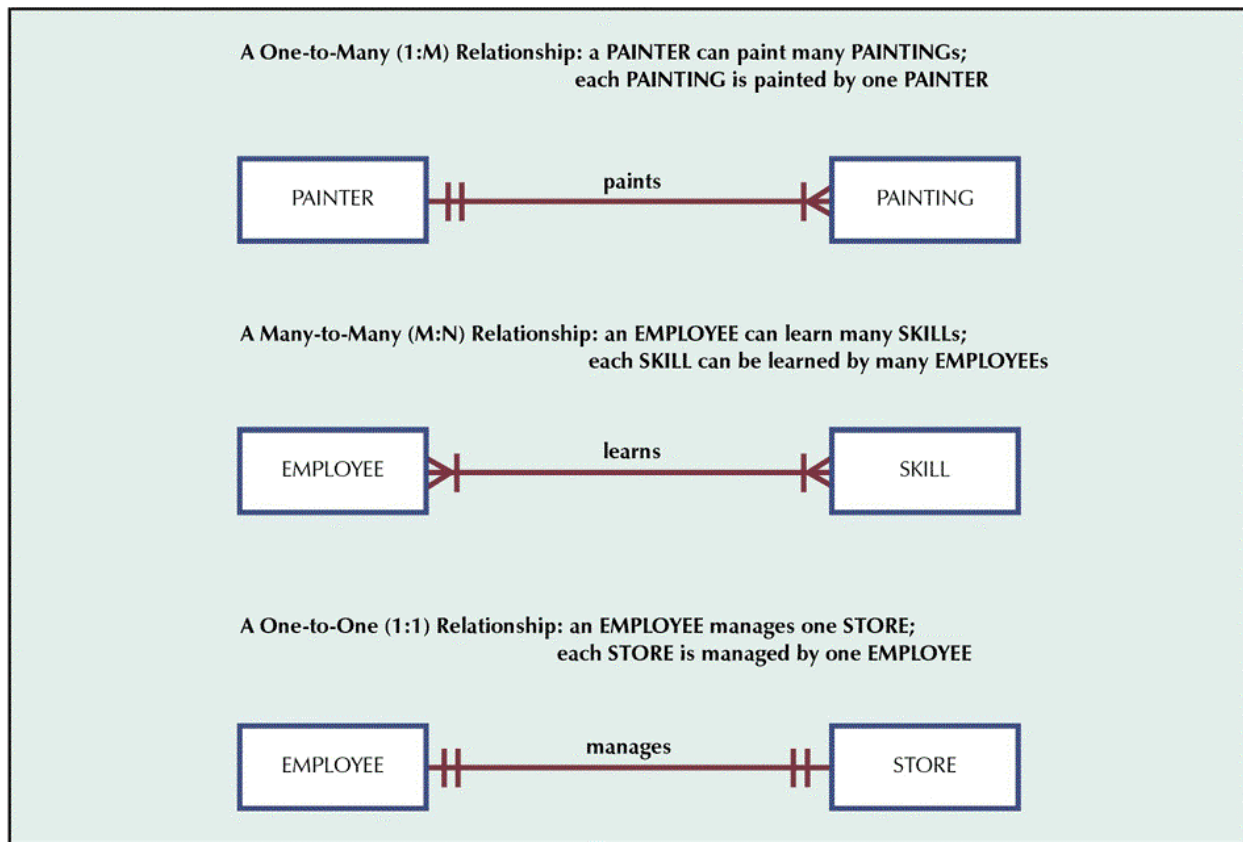 A One-to-Many (1:M) Relationship: a PAINTER can paint many PAINTINGs;
each PAINTING is painted by one PAINTER
PAINTER
paints
PAINTING
A Many-to-Many (M:N) Relationship: an EMPLOYEE can learn many SKILLs;
each SKILL can be learned by many EMPLOYEEs
EMPLOYEE
learns
SKILL
A One-to-One (1:1) Relationship: an EMPLOYEE manages one STORE;
each STORE is managed by one EMPLOYEE
EMPLOYEE
manages
STORE